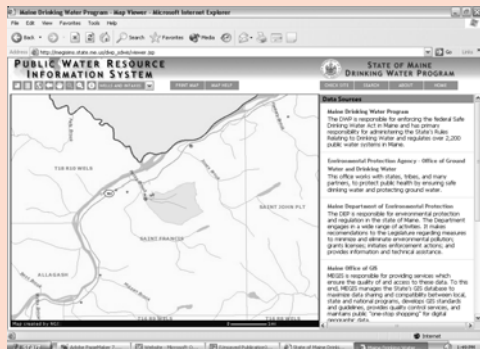 Maine Drinking Water Program - Map Viewer - Microsoft Internet Explorer
File Edit View Favorites Tools Help
Back Search Favorites Media
Address
Go Links
PUBLIC WATER RESOURCE
INFORMATION SYSTEM
STATE OF MAINE
DRINKING WATER PROGRAM
PRINT MAP MAP HELP
SEARCH ABOUT HOME
Data Sources
Maine Drinking Water Program
The DWP is responsible for enforcing the federal Safe
Drinking Water Act in Maine and has primary
responsibility for administering the State's Rules
Relating to Drinking Water and regulates over 2,200
public water systems in Maine.
Environmental Protection Agency - Office of Ground
Water and Drinking Water
This office works with states, tribes, and many
partners, to protect public health by ensuring safe
drinking water and protecting ground water.
Maine Department of Environmental Protection
The DEP is responsible for environmental protection
and regulation in the state of Maine. The Department
engages in a wide range of activities. It makes
recommendations to the Legislature regarding measures
to minimize and eliminate environmental pollution;
grants licenses; initiates enforcement actions; and
provides information and technical assistance.
Maine Office of GIS
MEGIS is responsible for providing services which
ensure the quality of and access to these data. To this
end, MEGIS manages the State's GIS database to
maximize data sharing and compatibility between local,
state and national programs, develops GIS standards
and guidelines, provides quality control services, and
maintains public "one-stop shopping" for digital
geographic data.
SAINT JOHN PLT
SAINT FRANCIS
ALLAGASH
Internet